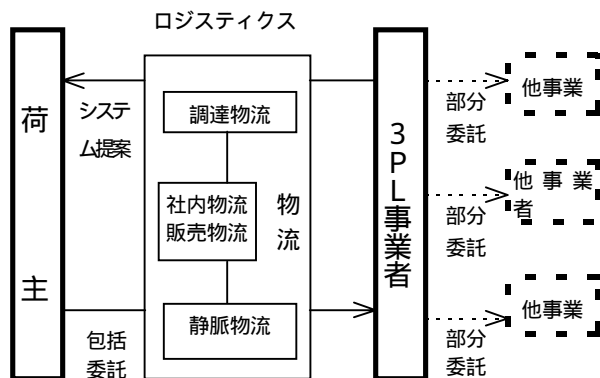 ロジスティクス
荷主
システ
ム提案
包括
委託
調達物流
社内物流
販売物流
静脈物流
物流
3PL事業者
部分
委託
他事業
部分
委託
他事業
者
部分
委託
他事業